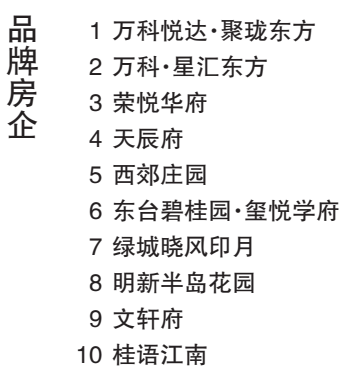 品牌房企
1 万科悦达·聚珑东方
2 万科·星汇东方
3 荣悦华府
4 天辰府
5 西郊庄园
6 东台碧桂园·玺悦学府
7 绿城晓风印月
8 明新半岛花园
9 文轩府
10 桂语江南